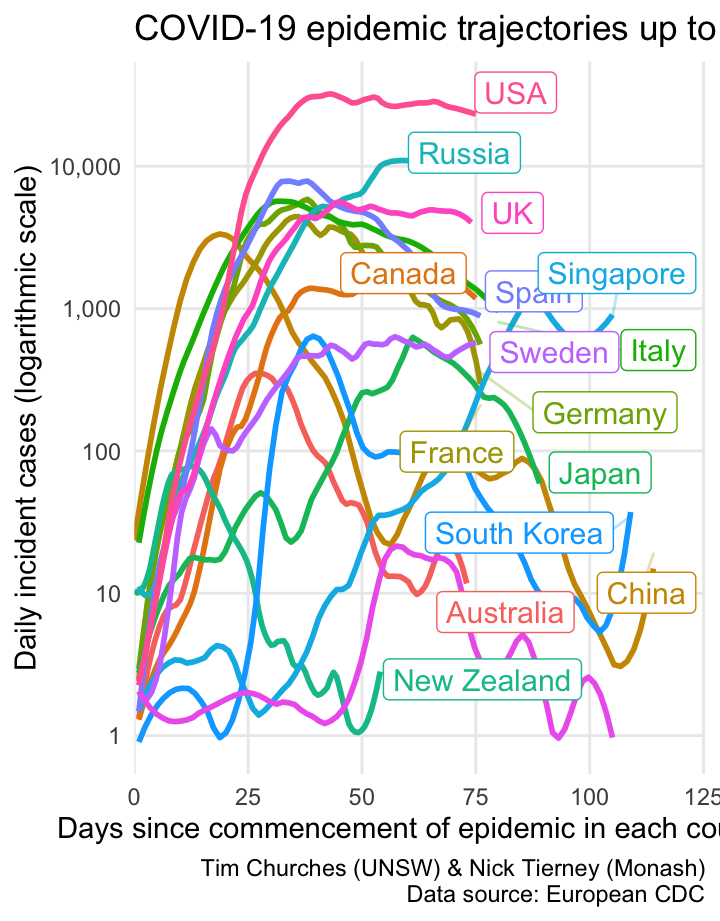 COVID-19 epidemic trajectories up to
USA
Russia
10,000
UK
Canada
Singapore
Spain
1,000
Sweden
Italy
Germany
France
100
Japan
South Korea
10
China
Australia
New Zealand
1
Daily incident cases (logarithmic scale)
0 25 50 75 100 125
Days since commencement of epidemic in each
Tim Churches (UNSW) & Nick Tierney (Monash)
Data source: European CDC